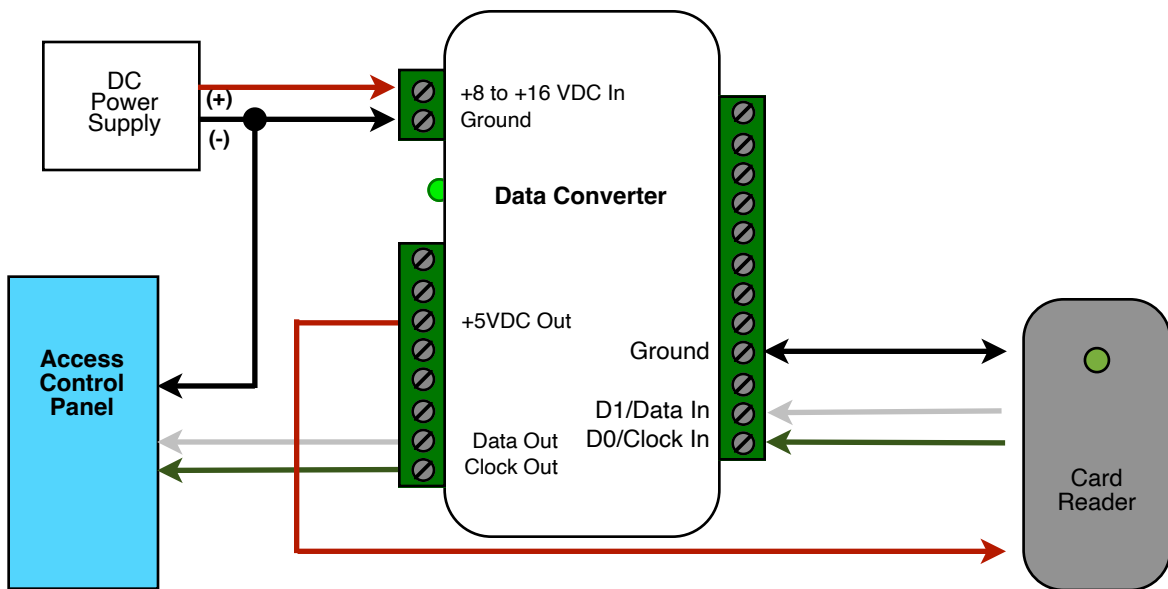 DC
Power
Supply
(+)
(-)
+8 to +16 VDC In
Ground
Data Converter
+5VDC Out
Data Out
Clock Out
Ground
D1/Data In
D0/Clock In
Access
Control
Panel
Card
Reader